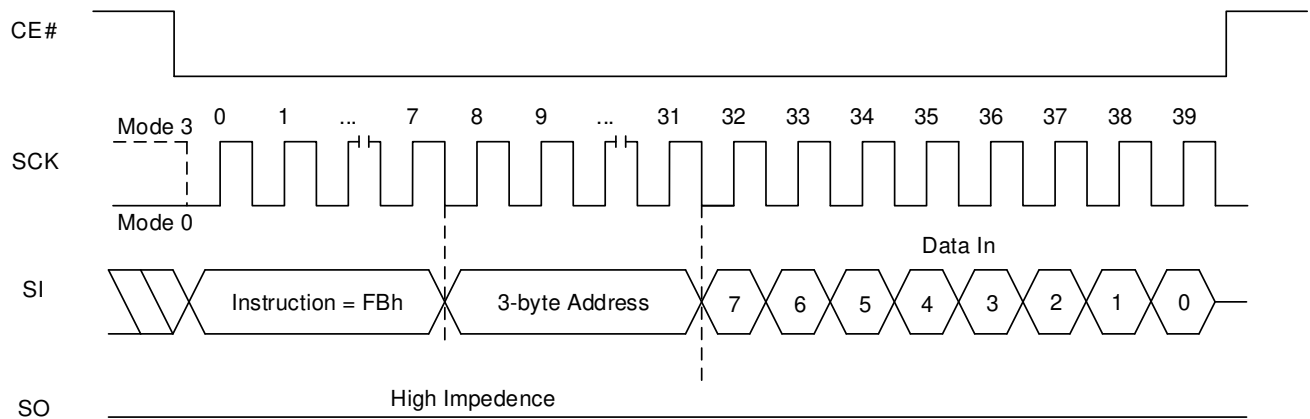 CE#
0 1 ... 7 8 9 ... 31 32 33 34 35 36 37 38 39
Mode 3
SCK
Mode 0
Data In
SI
Instruction = FBh 3-byte Address 7 6 5 4 3 2 1 0
High Impedence
SO